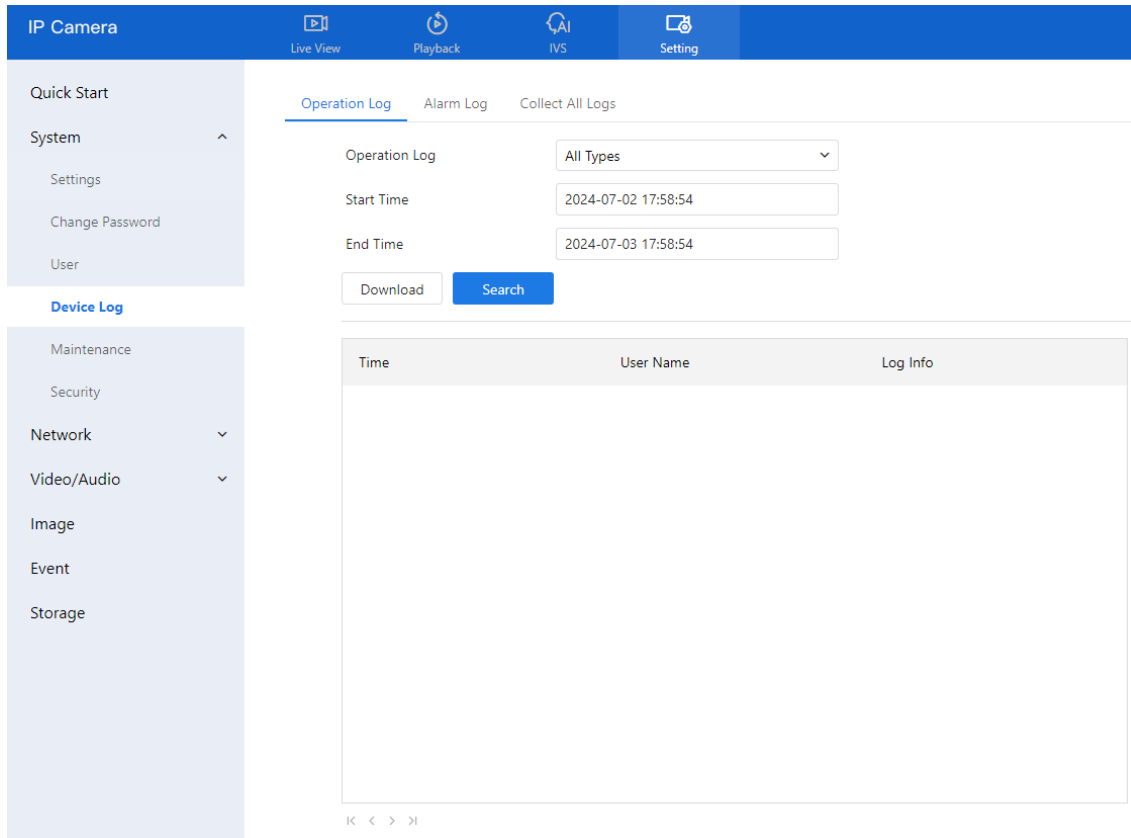 IP Camera
Live View
Playback
AI
IVS
Setting
Quick Start
System
Settings
Change Password
User
Device Log
Maintenance
Security
Network
Video/Audio
Image
Event
Storage
Operation Log Alarm Log Collect All Logs
Operation Log All Types
Start Time 2024-07-02 17:58:54
End Time 2024-07-03 17:58:54
Download Search
Time User Name Log Info